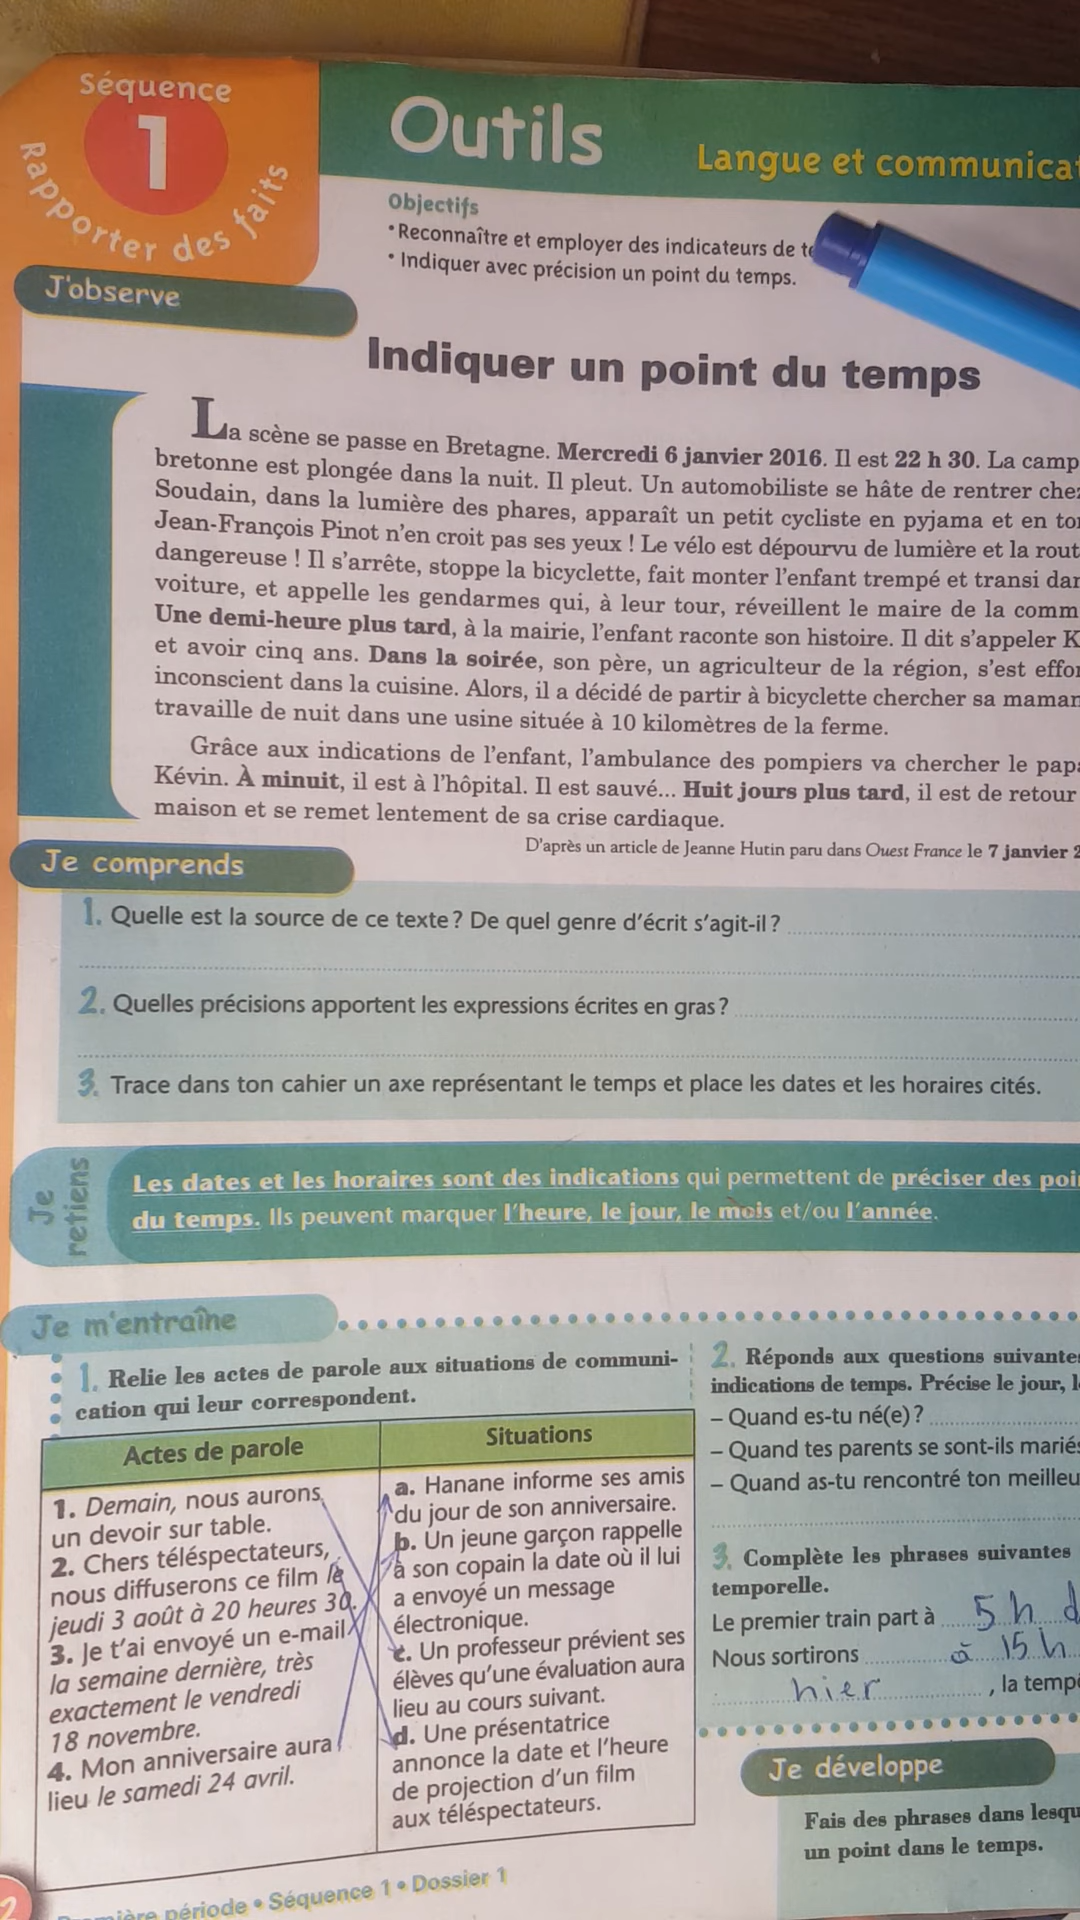 Séquence
1
Rapporter des faits
Outils
Langue et communica
Objectifs
• Reconnaître et employer des indicateurs de te
• Indiquer avec précision un point du temps.
J'observe
Indiquer un point du temps
La scène se passe en Bretagne. Mercredi 6 janvier 2016. Il est 22 h 30. La camp
bretonne est plongée dans la nuit. Il pleut. Un automobiliste se hâte de rentrer che
Soudain, dans la lumière des phares, apparaît un petit cycliste en pyjama et en to
Jean-François Pinot n'en croit pas ses yeux ! Le vélo est dépourvu de lumière et la rout
dangereuse ! Il s'arrête, stoppe la bicyclette, fait monter l'enfant trempé et transi dan
voiture, et appelle les gendarmes qui, à leur tour, réveillent le maire de la comm
Une demi-heure plus tard, à la mairie, l'enfant raconte son histoire. Il dit s'appeler K
et avoir cinq ans. Dans la soirée, son père, un agriculteur de la région, s'est effo
inconscient dans la cuisine. Alors, il a décidé de partir à bicyclette chercher sa maman
travaille de nuit dans une usine située à 10 kilomètres de la ferme.
Grâce aux indications de l'enfant, l'ambulance des pompiers va chercher le pap
Kévin. À minuit, il est à l'hôpital. Il est sauvé... Huit jours plus tard, il est de retour
maison et se remet lentement de sa crise cardiaque.
D'après un article de Jeanne Hutin paru dans Ouest France le 7 janvier 2
Je comprends
1. Quelle est la source de ce texte ? De quel genre d'écrit s'agit-il ?
2. Quelles précisions apportent les expressions écrites en gras ?
3. Trace dans ton cahier un axe représentant le temps et place les dates et les horaires cités.
Je retiens
Les dates et les horaires sont des indications qui permettent de préciser des poi
du temps. Ils peuvent marquer l'heure, le jour, le mois et/ou l'année.
Je m'entraîne
1. Relie les actes de parole aux situations de communi-
cation qui leur correspondent.
Actes de parole
1. Demain, nous aurons
un devoir sur table.
2. Chers téléspectateurs,
nous diffuserons ce film le
jeudi 3 août à 20 heures 30.
3. Je t'ai envoyé un e-mail
la semaine dernière, très
exactement le vendredi
18 novembre.
4. Mon anniversaire aura
lieu le samedi 24 avril.
Situations
a. Hanane informe ses amis
du jour de son anniversaire.
b. Un jeune garçon rappelle
à son copain la date où il lui
a envoyé un message
électronique.
c. Un professeur prévient ses
élèves qu'une évaluation aura
lieu au cours suivant.
d. Une présentatrice
annonce la date et l'heure
de projection d'un film
aux téléspectateurs.
2. Réponds aux questions suivante
indications de temps. Précise le jour, l
– Quand es-tu né(e) ?
– Quand tes parents se sont-ils mariés
– Quand as-tu rencontré ton meilleu
3. Complète les phrases suivantes
temporelle.
Le premier train part à 5 h d
Nous sortirons à 15 h
hier , la temp
Je développe
Fais des phrases dans lesqu
un point dans le temps.
2
Première période • Séquence 1 • Dossier 1